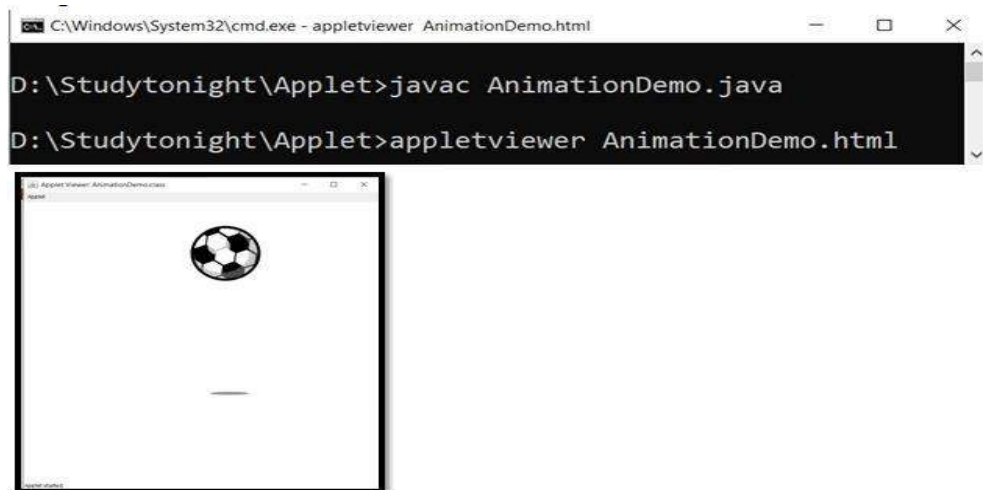 C:\Windows\System32\cmd.exe - appletviewer AnimationDemo.html
D:\Studytonight\Applet>javac AnimationDemo.java
D:\Studytonight\Applet>appletviewer AnimationDemo.html
Applet Viewer: AnimationDemo.class
Applet
Applet started.